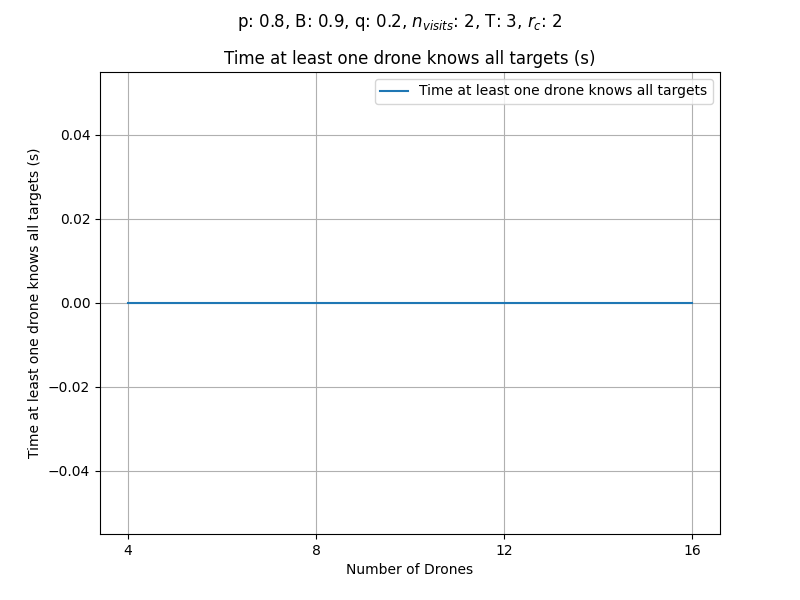 p: 0.8, B: 0.9, q: 0.2, $n_{visits}$: 2, T: 3, $r_c$: 2
Time at least one drone knows all targets (s)
Time at least one drone knows all targets
Time at least one drone knows all targets (s)
0.04
0.02
0.00
−0.02
−0.04
4 8 12 16
Number of Drones